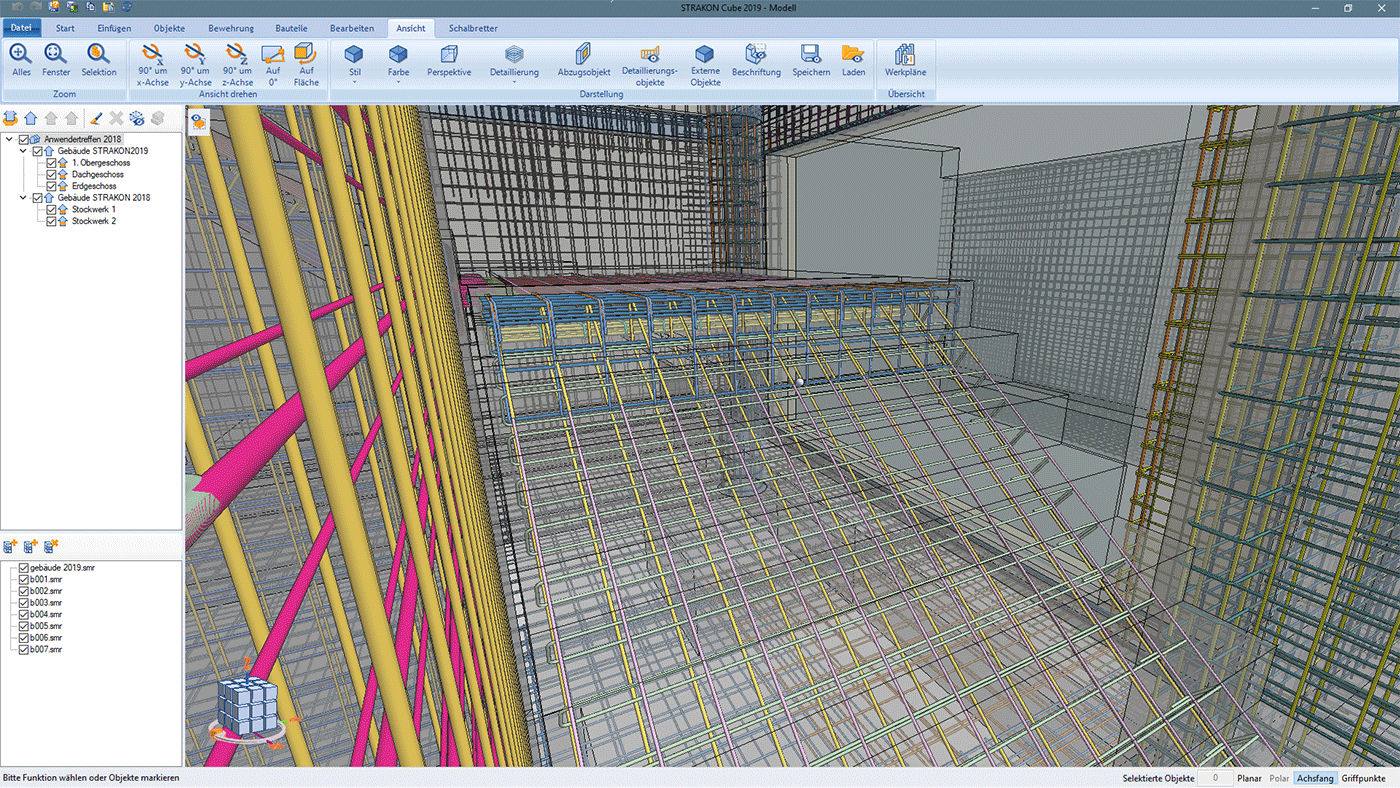 STRAKON Cube 2019 - Modell
Datei Start Einfügen Objekte Bewehrung Bauteile Bearbeiten Ansicht Schalbretter
Alles Fenster Selektion 90° um x-Achse 90° um y-Achse 90° um z-Achse Auf 0° Auf Fläche Stil Farbe Perspektive Detaillierung Abzugsobjekt Detaillierungs-objekte Externe Objekte Beschriftung Speichern Laden Werkpläne
Zoom Ansicht drehen Darstellung Übersicht
Anwendertreffen 2018
Gebäude STRAKON2019
1. Obergeschoss
Dachgeschoss
Erdgeschoss
Gebäude STRAKON 2018
Stockwerk 1
Stockwerk 2
gebäude 2019.smr
b001.smr
b002.smr
b003.smr
b004.smr
b005.smr
b006.smr
b007.smr
Bitte Funktion wählen oder Objekte markieren Selektierte Objekte 0 Planar Polar Achsfang Griffpunkte